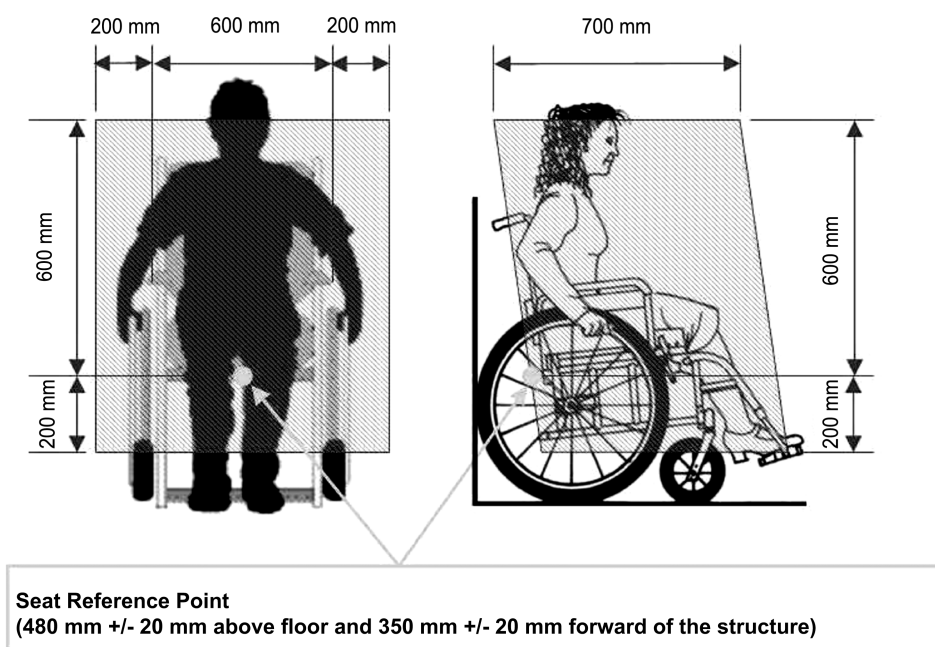 200 mm 600 mm 200 mm
700 mm
600 mm
200 mm
600 mm
200 mm
Seat Reference Point
(480 mm +/- 20 mm above floor and 350 mm +/- 20 mm forward of the structure)